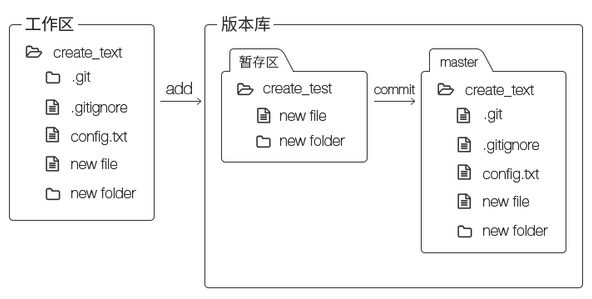 工作区
create_text
.git
.gitignore
config.txt
new file
new folder
add
版本库
暂存区
create_test
new file
new folder
commit
master
create_text
.git
.gitignore
config.txt
new file
new folder